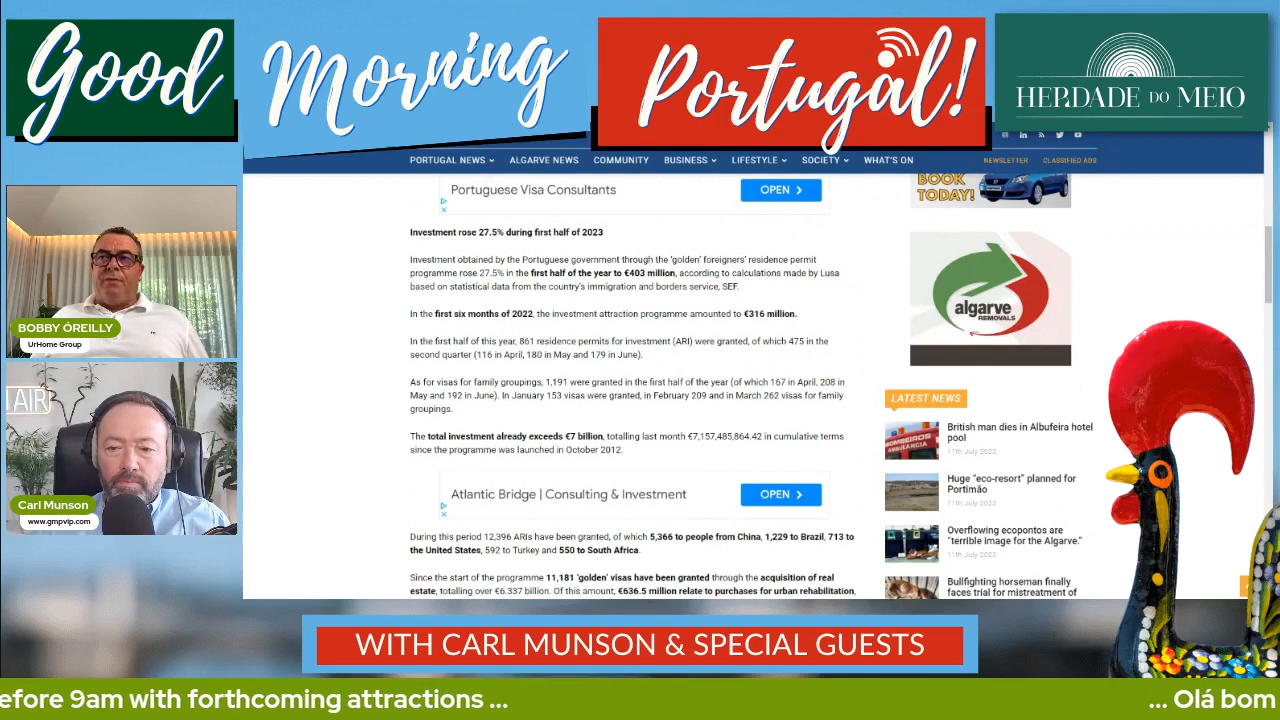 Good
Morning
Portugal!
HERDADE DO MEIO
PORTUGAL NEWS
ALGARVE NEWS
COMMUNITY
BUSINESS
LIFESTYLE
SOCIETY
WHAT'S ON
NEWSLETTER
CLASSIFIED ADS
Portuguese Visa Consultants
OPEN
BOOK
TODAY!
Investment rose 27.5% during first half of 2023
Investment obtained by the Portuguese government through the 'golden' foreigners' residence permit
programme rose 27.5% in the first half of the year to €403 million, according to calculations made by Lusa
based on statistical data from the country's immigration and borders service, SEF.
In the first six months of 2022, the investment attraction programme amounted to €316 million.
In the first half of this year, 861 residence permits for investment (ARI) were granted, of which 475 in the
second quarter (116 in April, 180 in May and 179 in June).
As for visas for family groupings, 1,191 were granted in the first half of the year (of which 167 in April, 208 in
May and 192 in June). In January 153 visas were granted, in February 209 and in March 262 visas for family
groupings.
The total investment already exceeds €7 billion, totalling last month €7,157,485,864.42 in cumulative terms
since the programme was launched in October 2012.
Atlantic Bridge | Consulting & Investment
OPEN
During this period 12,396 ARIs have been granted, of which 5,366 to people from China, 1,229 to Brazil, 713 to
the United States, 592 to Turkey and 550 to South Africa.
Since the start of the programme 11,181 'golden' visas have been granted through the acquisition of real
estate, totalling over €6.337 billion. Of this amount, €636.5 million relate to purchases for urban rehabilitation,
algarve
REMOVALS
LATEST NEWS
British man dies in Albufeira hotel
pool
11th July 2023
Huge "eco-resort" planned for
Portimão
11th July 2023
Overflowing ecopontos are
"terrible image for the Algarve."
11th July 2023
Bullfighting horseman finally
faces trial for mistreatment of
BOMBEIROS
AMBULANCIA
BOBBY ÓREILLY
UrHome Group
AIR
Carl Munson
www.gmpvip.com
WITH CARL MUNSON & SPECIAL GUESTS
efore 9am with forthcoming attractions ...
... Olá bom